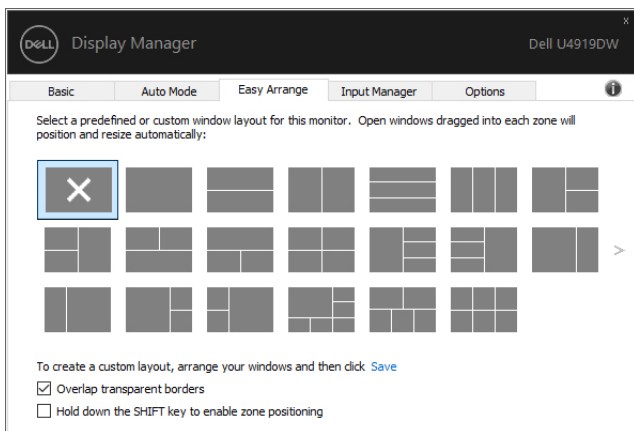 x
DELL Display Manager Dell U4919DW
Basic Auto Mode Easy Arrange Input Manager Options i
Select a predefined or custom window layout for this monitor. Open windows dragged into each zone will
position and resize automatically:
>
To create a custom layout, arrange your windows and then click Save
Overlap transparent borders
Hold down the SHIFT key to enable zone positioning